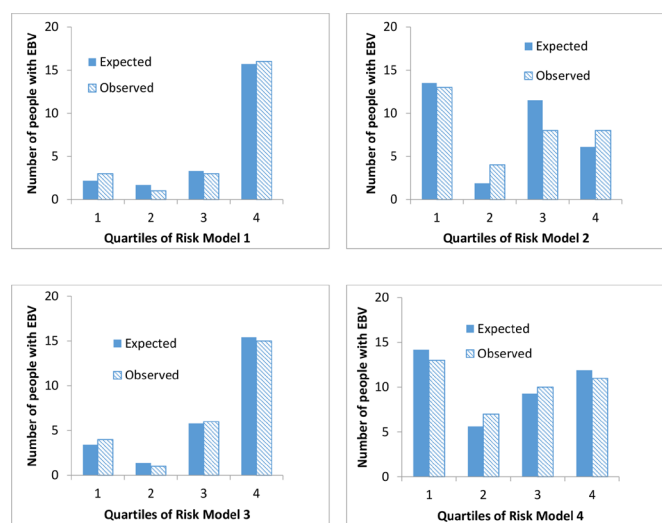 Number of people with EBV
20
15
10
5
0
Expected
Observed
1 2 3 4
Quartiles of Risk Model 1
Number of people with EBV
20
15
10
5
0
Expected
Observed
1 2 3 4
Quartiles of Risk Model 2
Number of people with EBV
20
15
10
5
0
Expected
Observed
1 2 3 4
Quartiles of Risk Model 3
Number of people with EBV
20
15
10
5
0
Expected
Observed
1 2 3 4
Quartiles of Risk Model 4